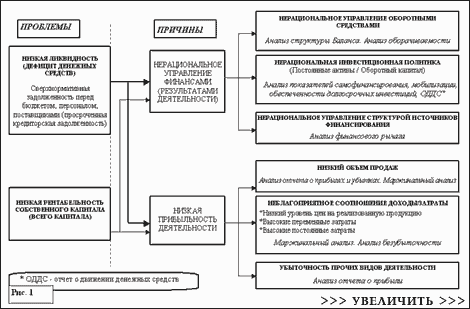 ПРОБЛЕМЫ
ПРИЧИНЫ
НИЗКАЯ ЛИКВИДНОСТЬ
(ДЕФИЦИТ ДЕНЕЖНЫХ
СРЕДСТВ)
Сверхнормативная
задолженность перед
бюджетом, персоналом,
поставщиками (просроченная
кредиторская задолженность)
НИЗКАЯ РЕНТАБЕЛЬНОСТЬ
СОБСТВЕННОГО КАПИТАЛА
(ВСЕГО КАПИТАЛА)
НЕРАЦИОНАЛЬНОЕ
УПРАВЛЕНИЕ
ФИНАНСАМИ
(РЕЗУЛЬТАТАМИ
ДЕЯТЕЛЬНОСТИ)
НИЗКАЯ
ПРИБЫЛЬНОСТЬ
ДЕЯТЕЛЬНОСТИ
НЕРАЦИОНАЛЬНОЕ УПРАВЛЕНИЕ ОБОРОТНЫМИ
СРЕДСТВАМИ
Анализ структуры Баланса. Анализ оборачиваемости
НЕРАЦИОНАЛЬНАЯ ИНВЕСТИЦИОННАЯ ПОЛИТИКА
(Постоянные активы / Оборотный капитал)
Анализ показателей самофинансирования, мобилизации,
обеспеченности долгосрочных инвестиций, ОДДС*
НЕРАЦИОНАЛЬНОЕ УПРАВЛЕНИЕ СТРУКТУРОЙ ИСТОЧНИКОВ
ФИНАНСИРОВАНИЯ
Анализ финансового рычага
НИЗКИЙ ОБЪЕМ ПРОДАЖ
Анализ отчета о прибылях и убытках. Маржинальный анализ
НЕБЛАГОПРИЯТНОЕ СООТНОШЕНИЕ ДОХОДЫ/ЗАТРАТЫ
*Низкий уровень цен на реализованную продукцию
*Высокие переменные затраты
*Высокие постоянные затраты
Маржинальный анализ. Анализ безубыточности
УБЫТОЧНОСТЬ ПРОЧИХ ВИДОВ ДЕЯТЕЛЬНОСТИ
Анализ отчета о прибыли
* ОДДС - отчет о движении денежных средств
Рис. 1
>>> УВЕЛИЧИТЬ >>>